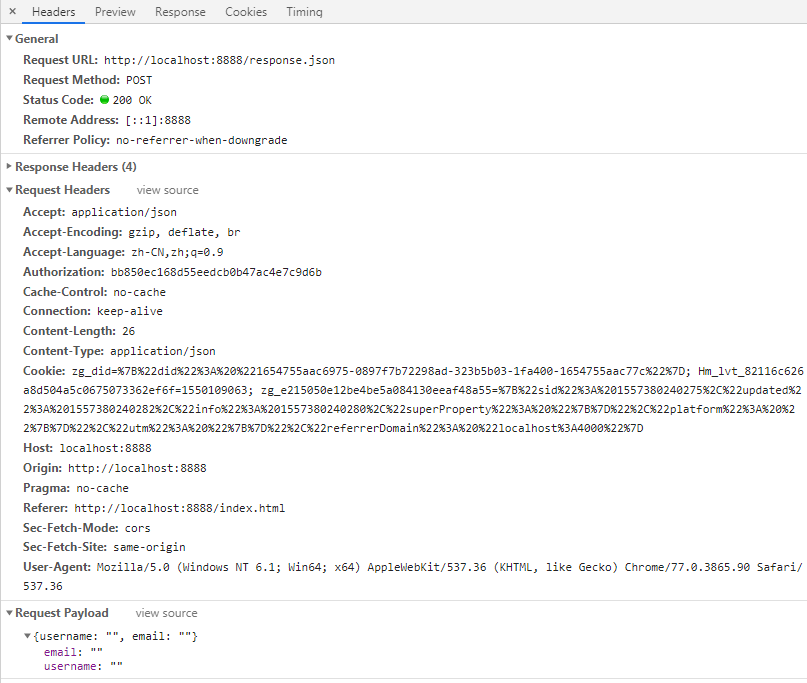 × Headers Preview Response Cookies Timing
▼General
Request URL: http://localhost:8888/response.json
Request Method: POST
Status Code: 200 OK
Remote Address: [::1]:8888
Referrer Policy: no-referrer-when-downgrade
▶Response Headers (4)
▼Request Headers view source
Accept: application/json
Accept-Encoding: gzip, deflate, br
Accept-Language: zh-CN,zh;q=0.9
Authorization: bb850ec168d55eedcb0b47ac4e7c9d6b
Cache-Control: no-cache
Connection: keep-alive
Content-Length: 26
Content-Type: application/json
Cookie: zg_did=%7B%22did%22%3A%20%221654755aac6975-0897f7b72298ad-323b5b03-1fa400-1654755aac77c%22%7D; Hm_lvt_82116c626
a8d504a5c0675073362ef6f=1550109063; zg_e215050e12be4be5a084130eeaf48a55=%7B%22sid%22%3A%201557380240275%2C%22updated%2
2%3A%201557380240282%2C%22info%22%3A%201557380240280%2C%22superProperty%22%3A%20%22%7B%7D%22%2C%22platform%22%3A%20%2
2%7B%7D%22%2C%22utm%22%3A%20%22%7B%7D%22%2C%22referrerDomain%22%3A%20%22localhost%3A4000%22%7D
Host: localhost:8888
Origin: http://localhost:8888
Pragma: no-cache
Referer: http://localhost:8888/index.html
Sec-Fetch-Mode: cors
Sec-Fetch-Site: same-origin
User-Agent: Mozilla/5.0 (Windows NT 6.1; Win64; x64) AppleWebKit/537.36 (KHTML, like Gecko) Chrome/77.0.3865.90 Safari/
537.36
▼Request Payload view source
▼{username: "", email: ""}
email: ""
username: ""